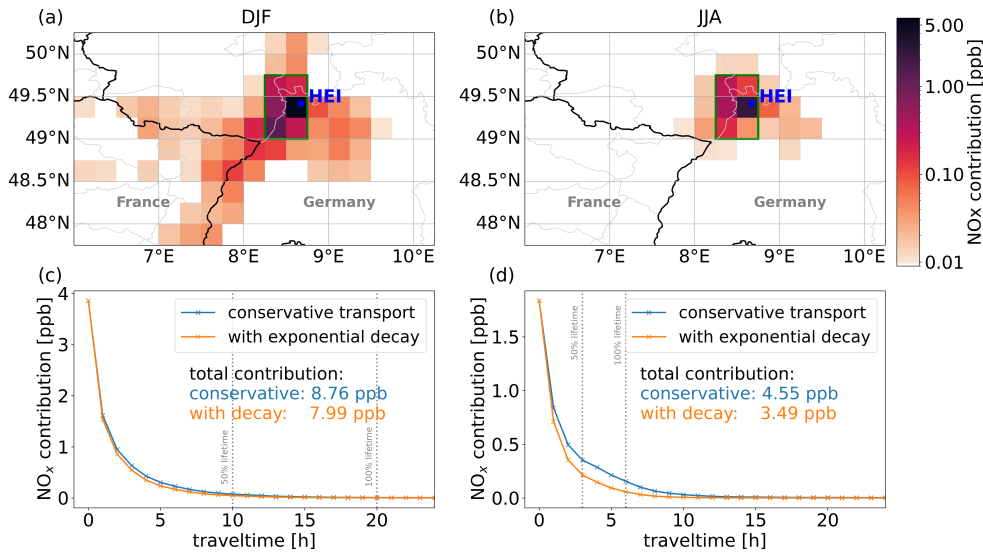 (a) DJF
(b) JJA
50°N
49.5°N
49°N
48.5°N
48°N
HEI
France Germany
7°E 8°E 9°E 10°E
50°N
49.5°N
49°N
48.5°N
48°N
HEI
France Germany
7°E 8°E 9°E 10°E
5.00
1.00
0.10
0.01
NOx contribution [ppb]
(c)
4
3
2
1
0
NOx contribution [ppb]
conservative transport
with exponential decay
total contribution:
conservative: 8.76 ppb
with decay: 7.99 ppb
50% lifetime
100% lifetime
0 10 20
traveltime [h]
(d)
1.5
1.0
0.5
0.0
NOx contribution [ppb]
conservative transport
with exponential decay
50% lifetime
100% lifetime
total contribution:
conservative: 4.55 ppb
with decay: 3.49 ppb
0 10 20
traveltime [h]